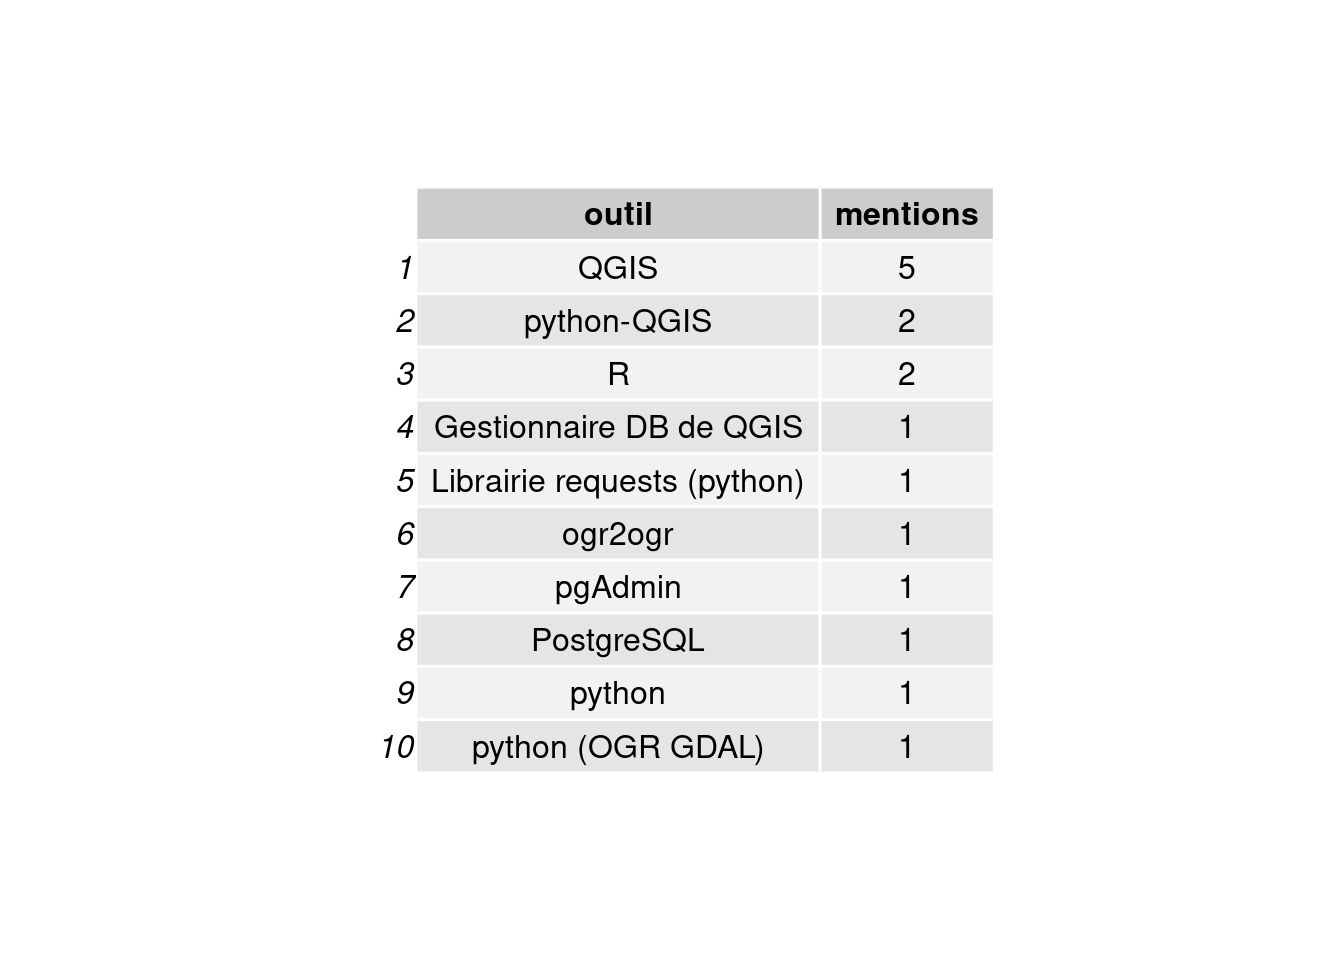 outil mentions
1 QGIS 5
2 python-QGIS 2
3 R 2
4 Gestionnaire DB de QGIS 1
5 Librairie requests (python) 1
6 ogr2ogr 1
7 pgAdmin 1
8 PostgreSQL 1
9 python 1
10 python (OGR GDAL) 1